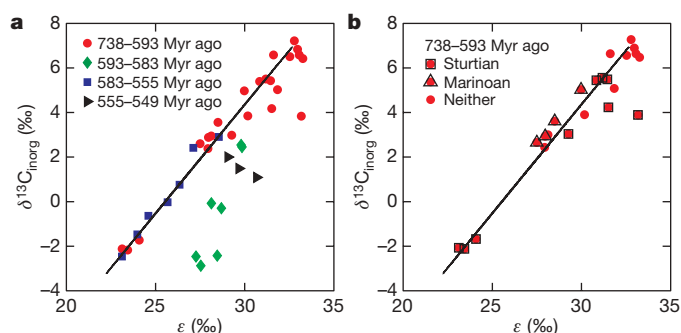 a
b
738–593 Myr ago
593–583 Myr ago
583–555 Myr ago
555–549 Myr ago
738–593 Myr ago
Sturtian
Marinoan
Neither
δ¹³C_inorg (‰)
8
6
4
2
0
−2
−4
20
25
30
35
ε (‰)
δ¹³C_inorg (‰)
8
6
4
2
0
−2
−4
20
25
30
35
ε (‰)